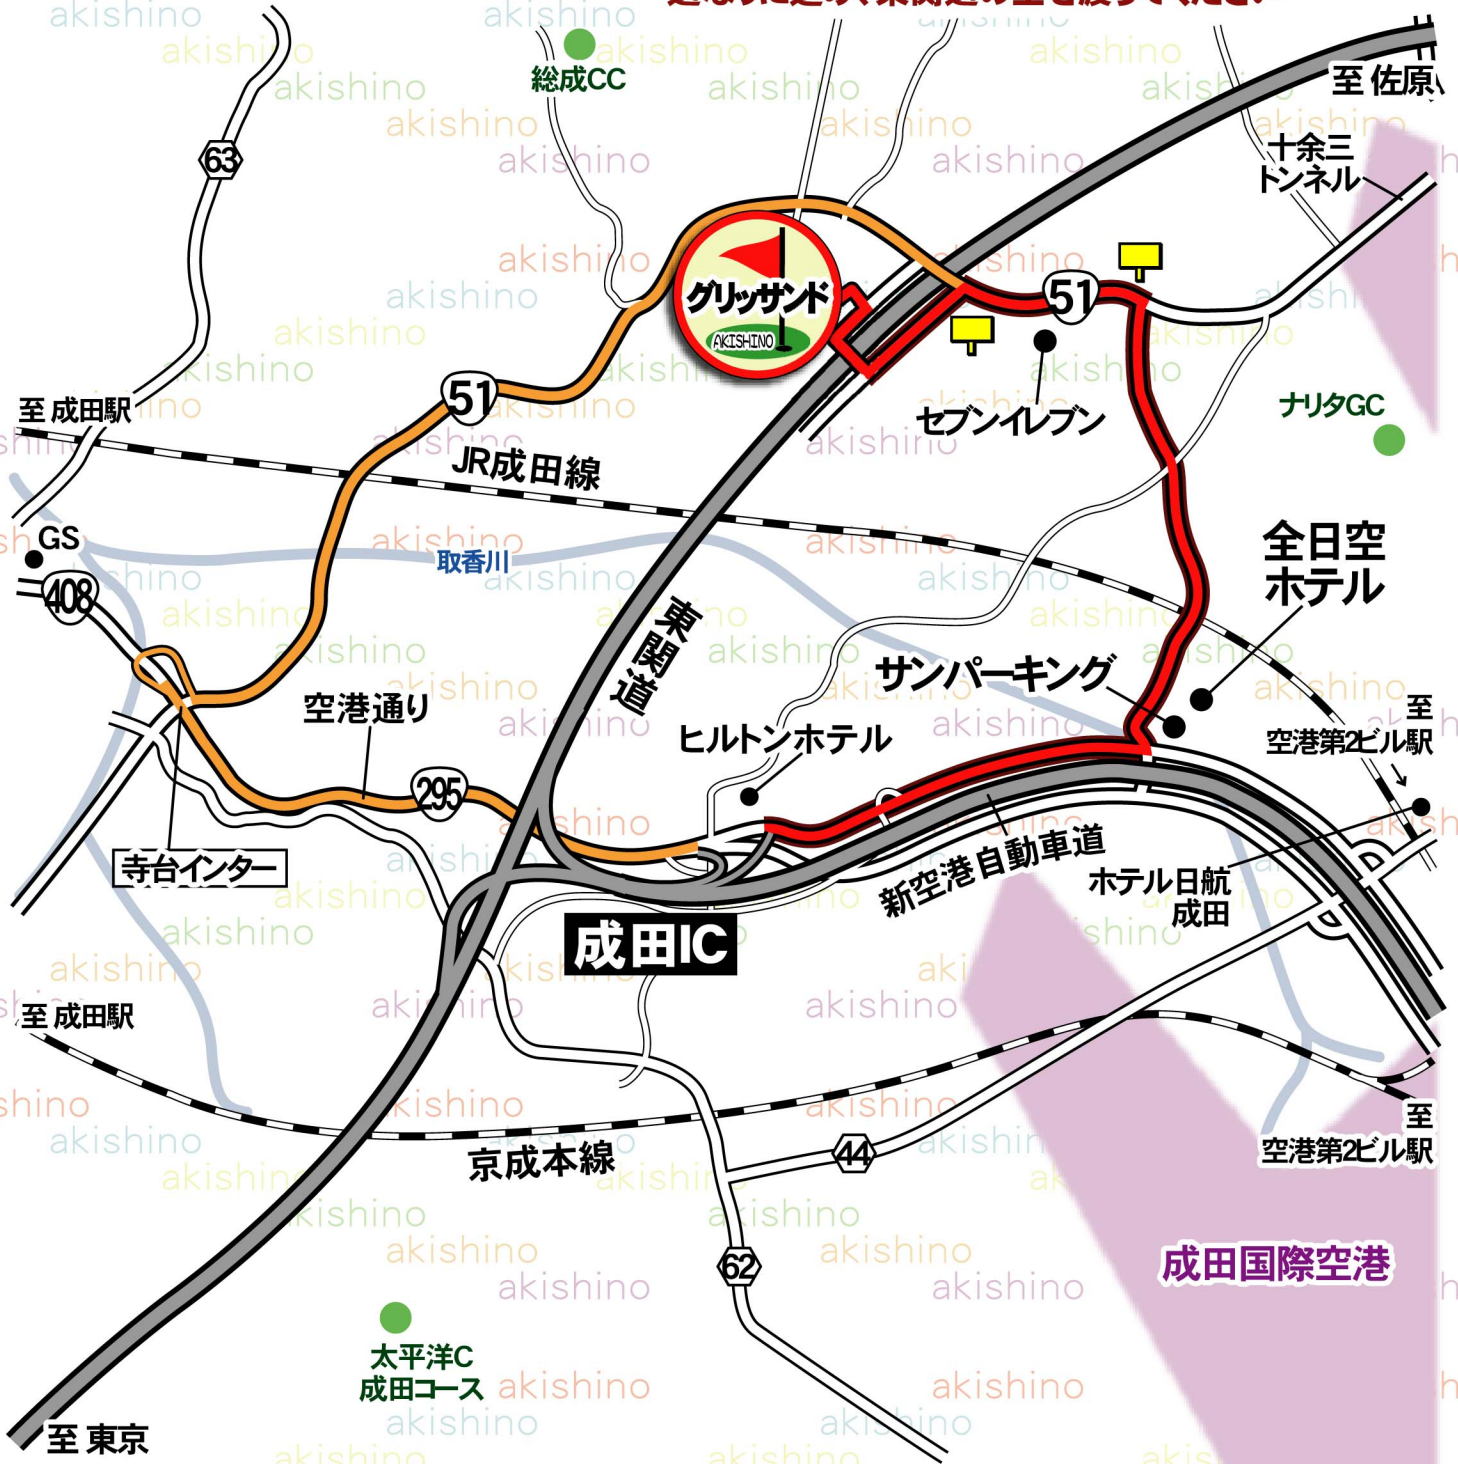 総成CC
至 佐原
十余三
トンネル
63
グリッサンド
AKISHINO
51
セブンイレブン
ナリタGC
至 成田駅
51
JR成田線
GS
取香川
全日空
ホテル
408
東関道
サンパーキング
空港通り
ヒルトンホテル
至
空港第2ビル駅
295
寺台インター
新空港自動車道
ホテル日航
成田
成田IC
至 成田駅
至
空港第2ビル駅
京成本線
44
62
成田国際空港
太平洋C
成田コース
至 東京
akishino